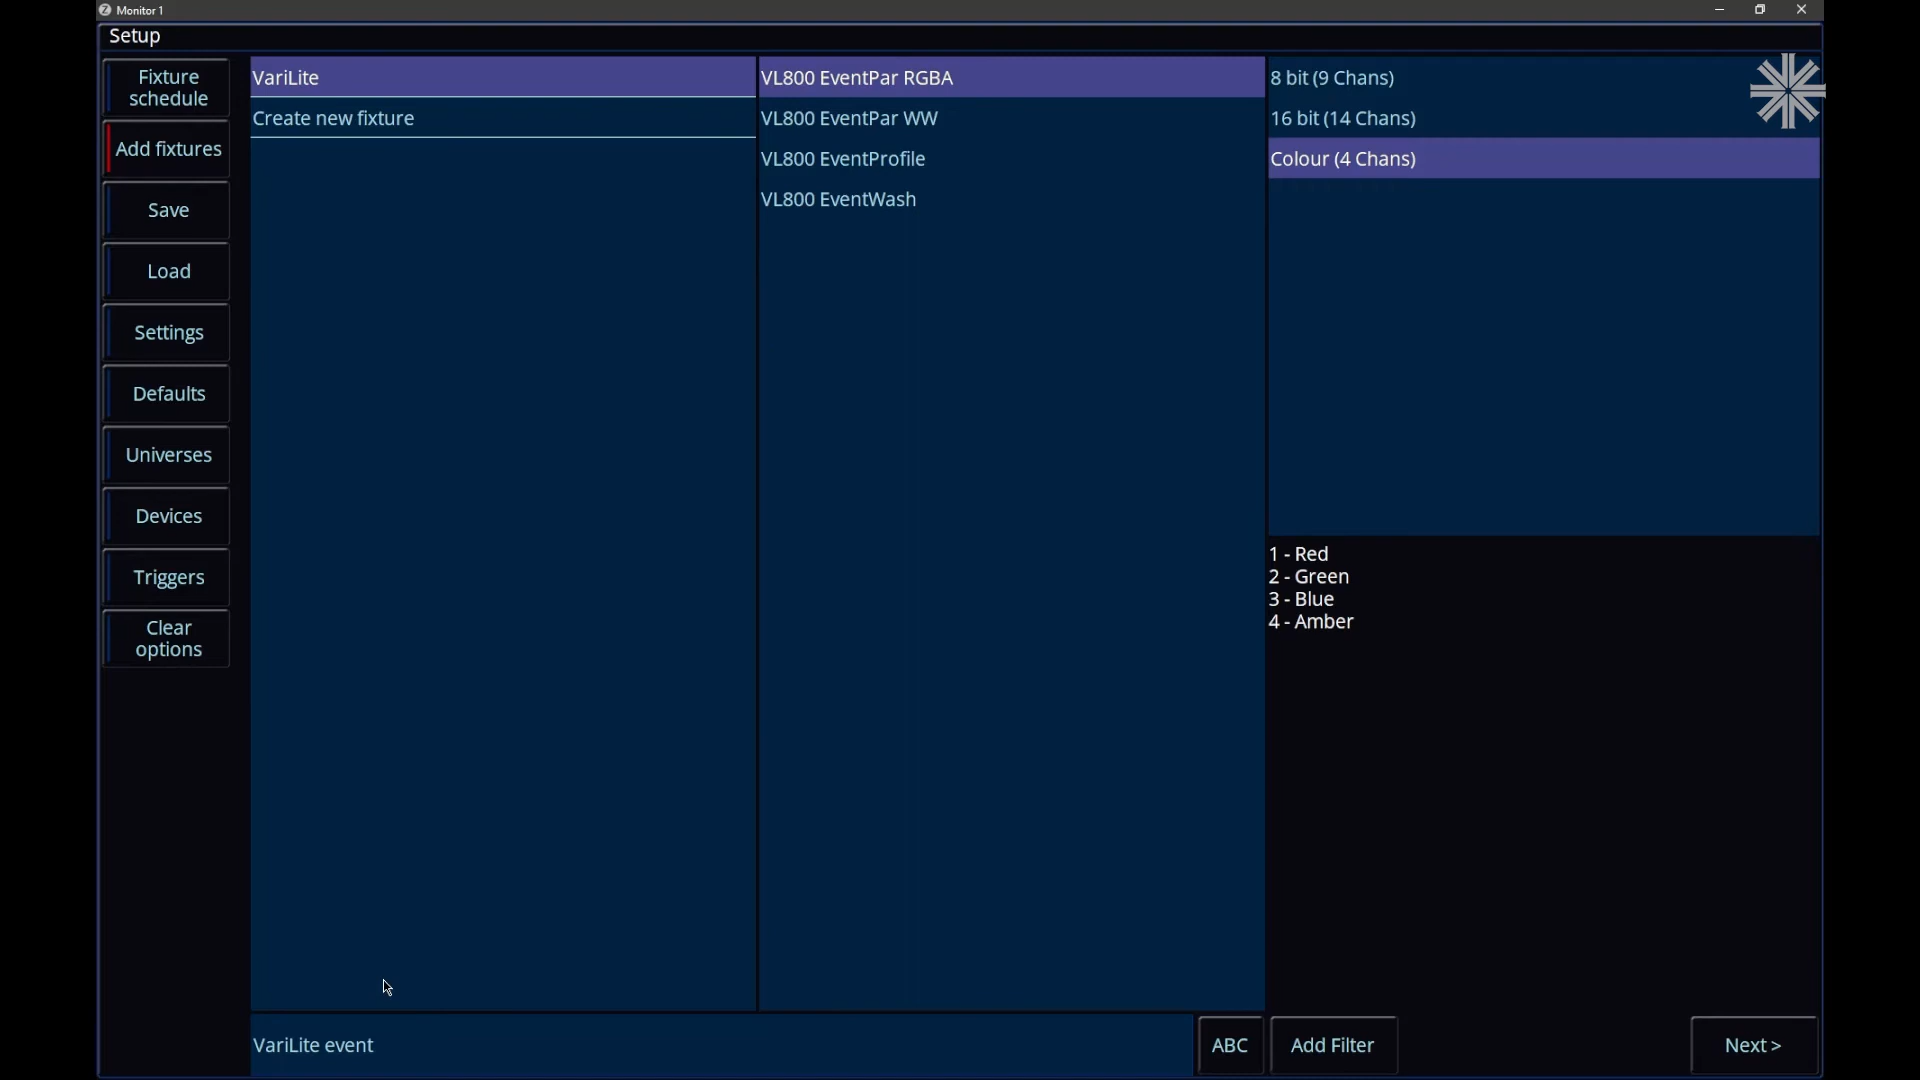 Monitor 1
Setup
Fixture
schedule
Add fixtures
Save
Load
Settings
Defaults
Universes
Devices
Triggers
Clear
options
VariLite
Create new fixture
VL800 EventPar RGBA
VL800 EventPar WW
VL800 EventProfile
VL800 EventWash
8 bit (9 Chans)
16 bit (14 Chans)
Colour (4 Chans)
1 - Red
2 - Green
3 - Blue
4 - Amber
VariLite event
ABC
Add Filter
Next >